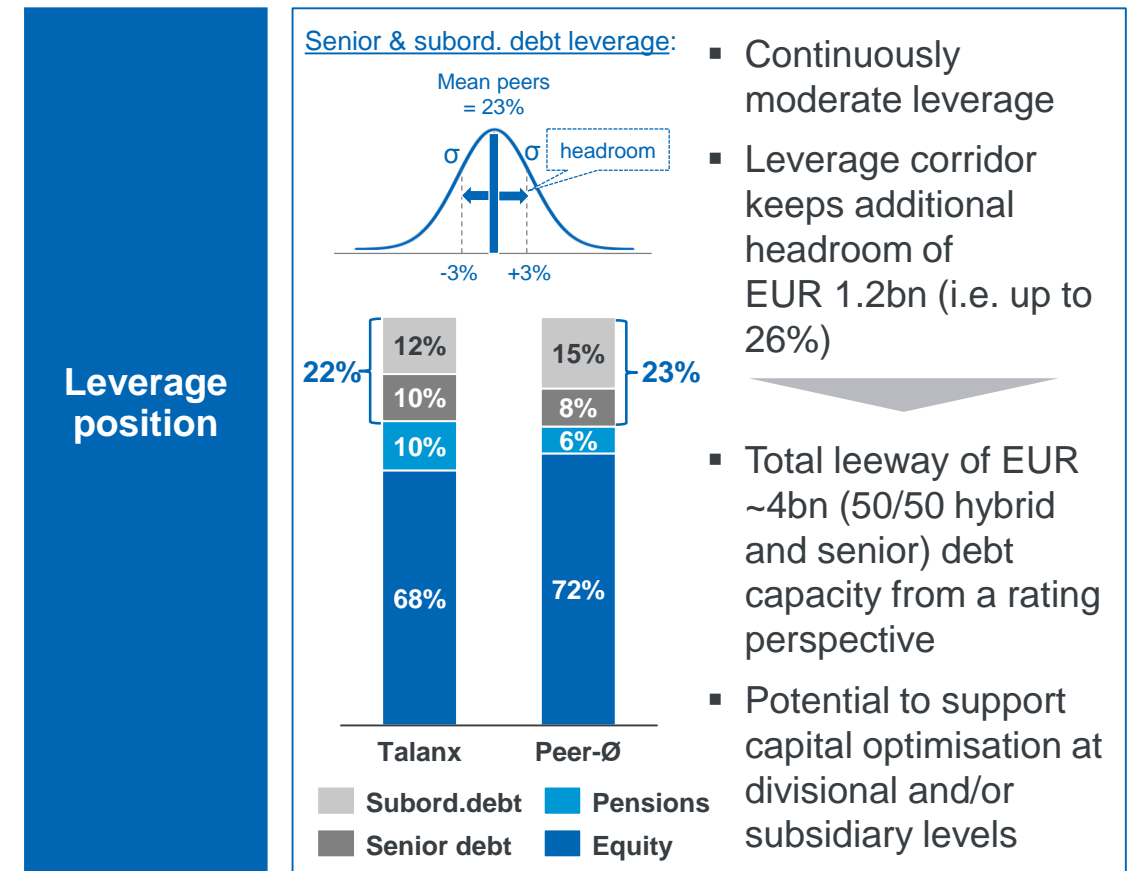 Leverage
position
Senior & subord. debt leverage:
Mean peers
= 23%
σ
σ
headroom
-3%
+3%
22%
12%
10%
10%
68%
15%
8%
6%
72%
23%
Talanx
Peer-Ø
Subord.debt
Pensions
Senior debt
Equity
▪ Continuously
moderate leverage
▪ Leverage corridor
keeps additional
headroom of
EUR 1.2bn (i.e. up to
26%)
▪ Total leeway of EUR
~4bn (50/50 hybrid
and senior) debt
capacity from a rating
perspective
▪ Potential to support
capital optimisation at
divisional and/or
subsidiary levels